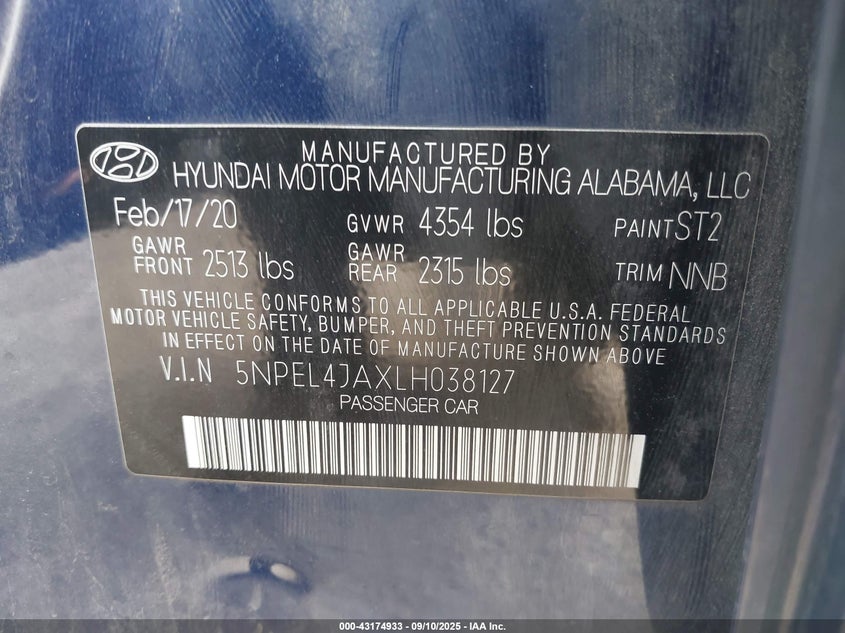 MANUFACTURED BY
HYUNDAI MOTOR MANUFACTURING ALABAMA, LLC
Feb/17/20 GVWR 4354 lbs PAINT ST2
GAWR FRONT 2513 lbs GAWR REAR 2315 lbs TRIM NNB
THIS VEHICLE CONFORMS TO ALL APPLICABLE U.S.A. FEDERAL
MOTOR VEHICLE SAFETY, BUMPER, AND THEFT PREVENTION STANDARDS
IN EFFECT ON THE DATE OF MANUFACTURE SHOWN ABOVE
V.I.N 5NPEL4JAXLH038127
PASSENGER CAR
000-43174933 - 09/10/2025 - IAA Inc.